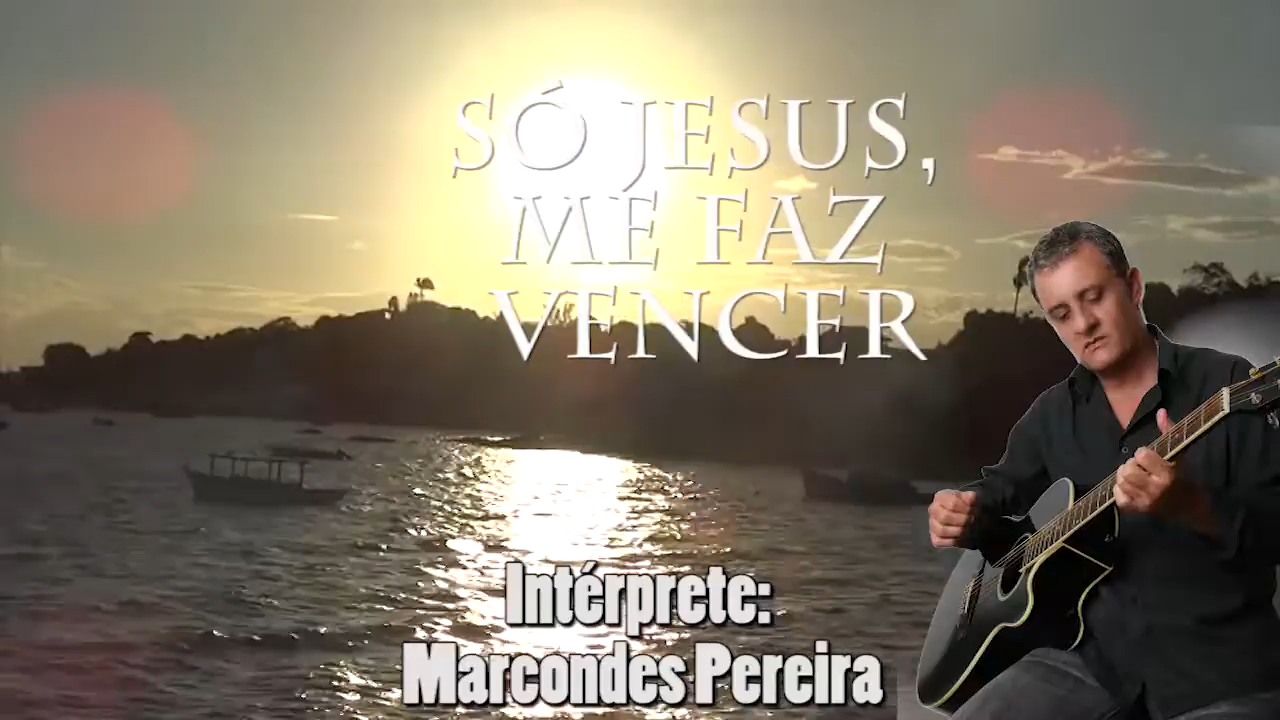 SÓ JESUS,
ME FAZ
VENCER
Intérprete:
Marcondes Pereira